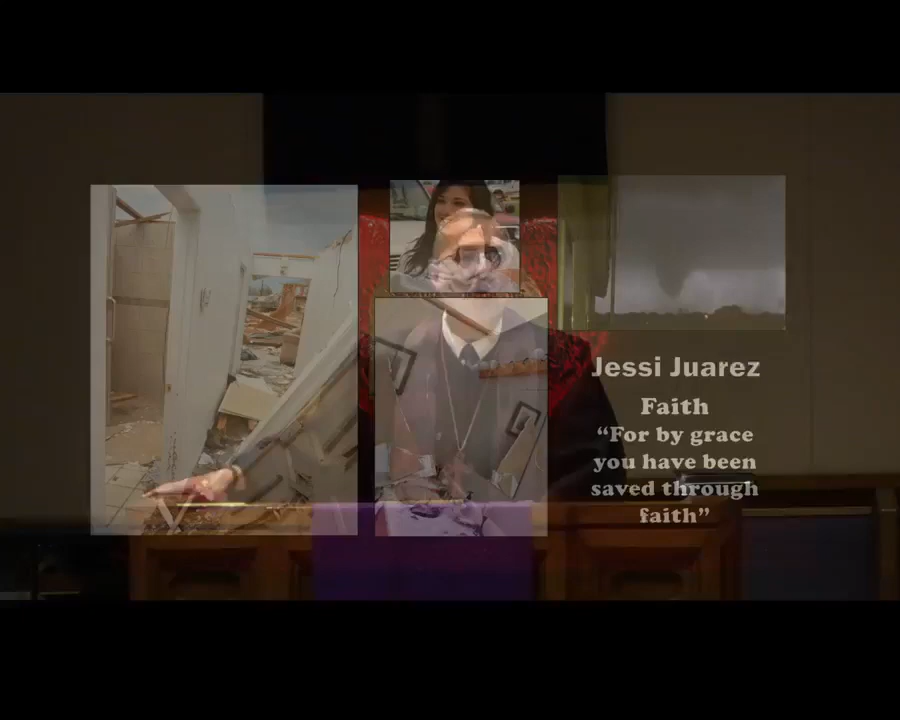 Jessi Juarez
Faith
“For by grace
you have been
saved through
faith”